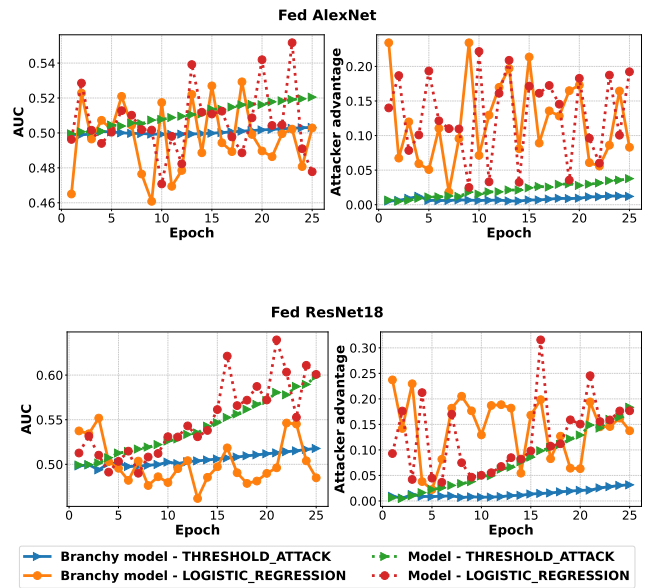 Fed AlexNet
AUC
0.54
0.52
0.50
0.48
0.46
0 5 10 15 20 25
Epoch
Attacker advantage
0.20
0.15
0.10
0.05
0.00
0 5 10 15 20 25
Epoch
Fed ResNet18
AUC
0.60
0.55
0.50
0 5 10 15 20 25
Epoch
Attacker advantage
0.30
0.25
0.20
0.15
0.10
0.05
0.00
0 5 10 15 20 25
Epoch
Branchy model - THRESHOLD_ATTACK
Branchy model - LOGISTIC_REGRESSION
Model - THRESHOLD_ATTACK
Model - LOGISTIC_REGRESSION